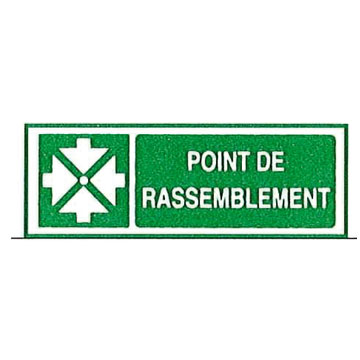 POINT DE
RASSEMBLEMENT